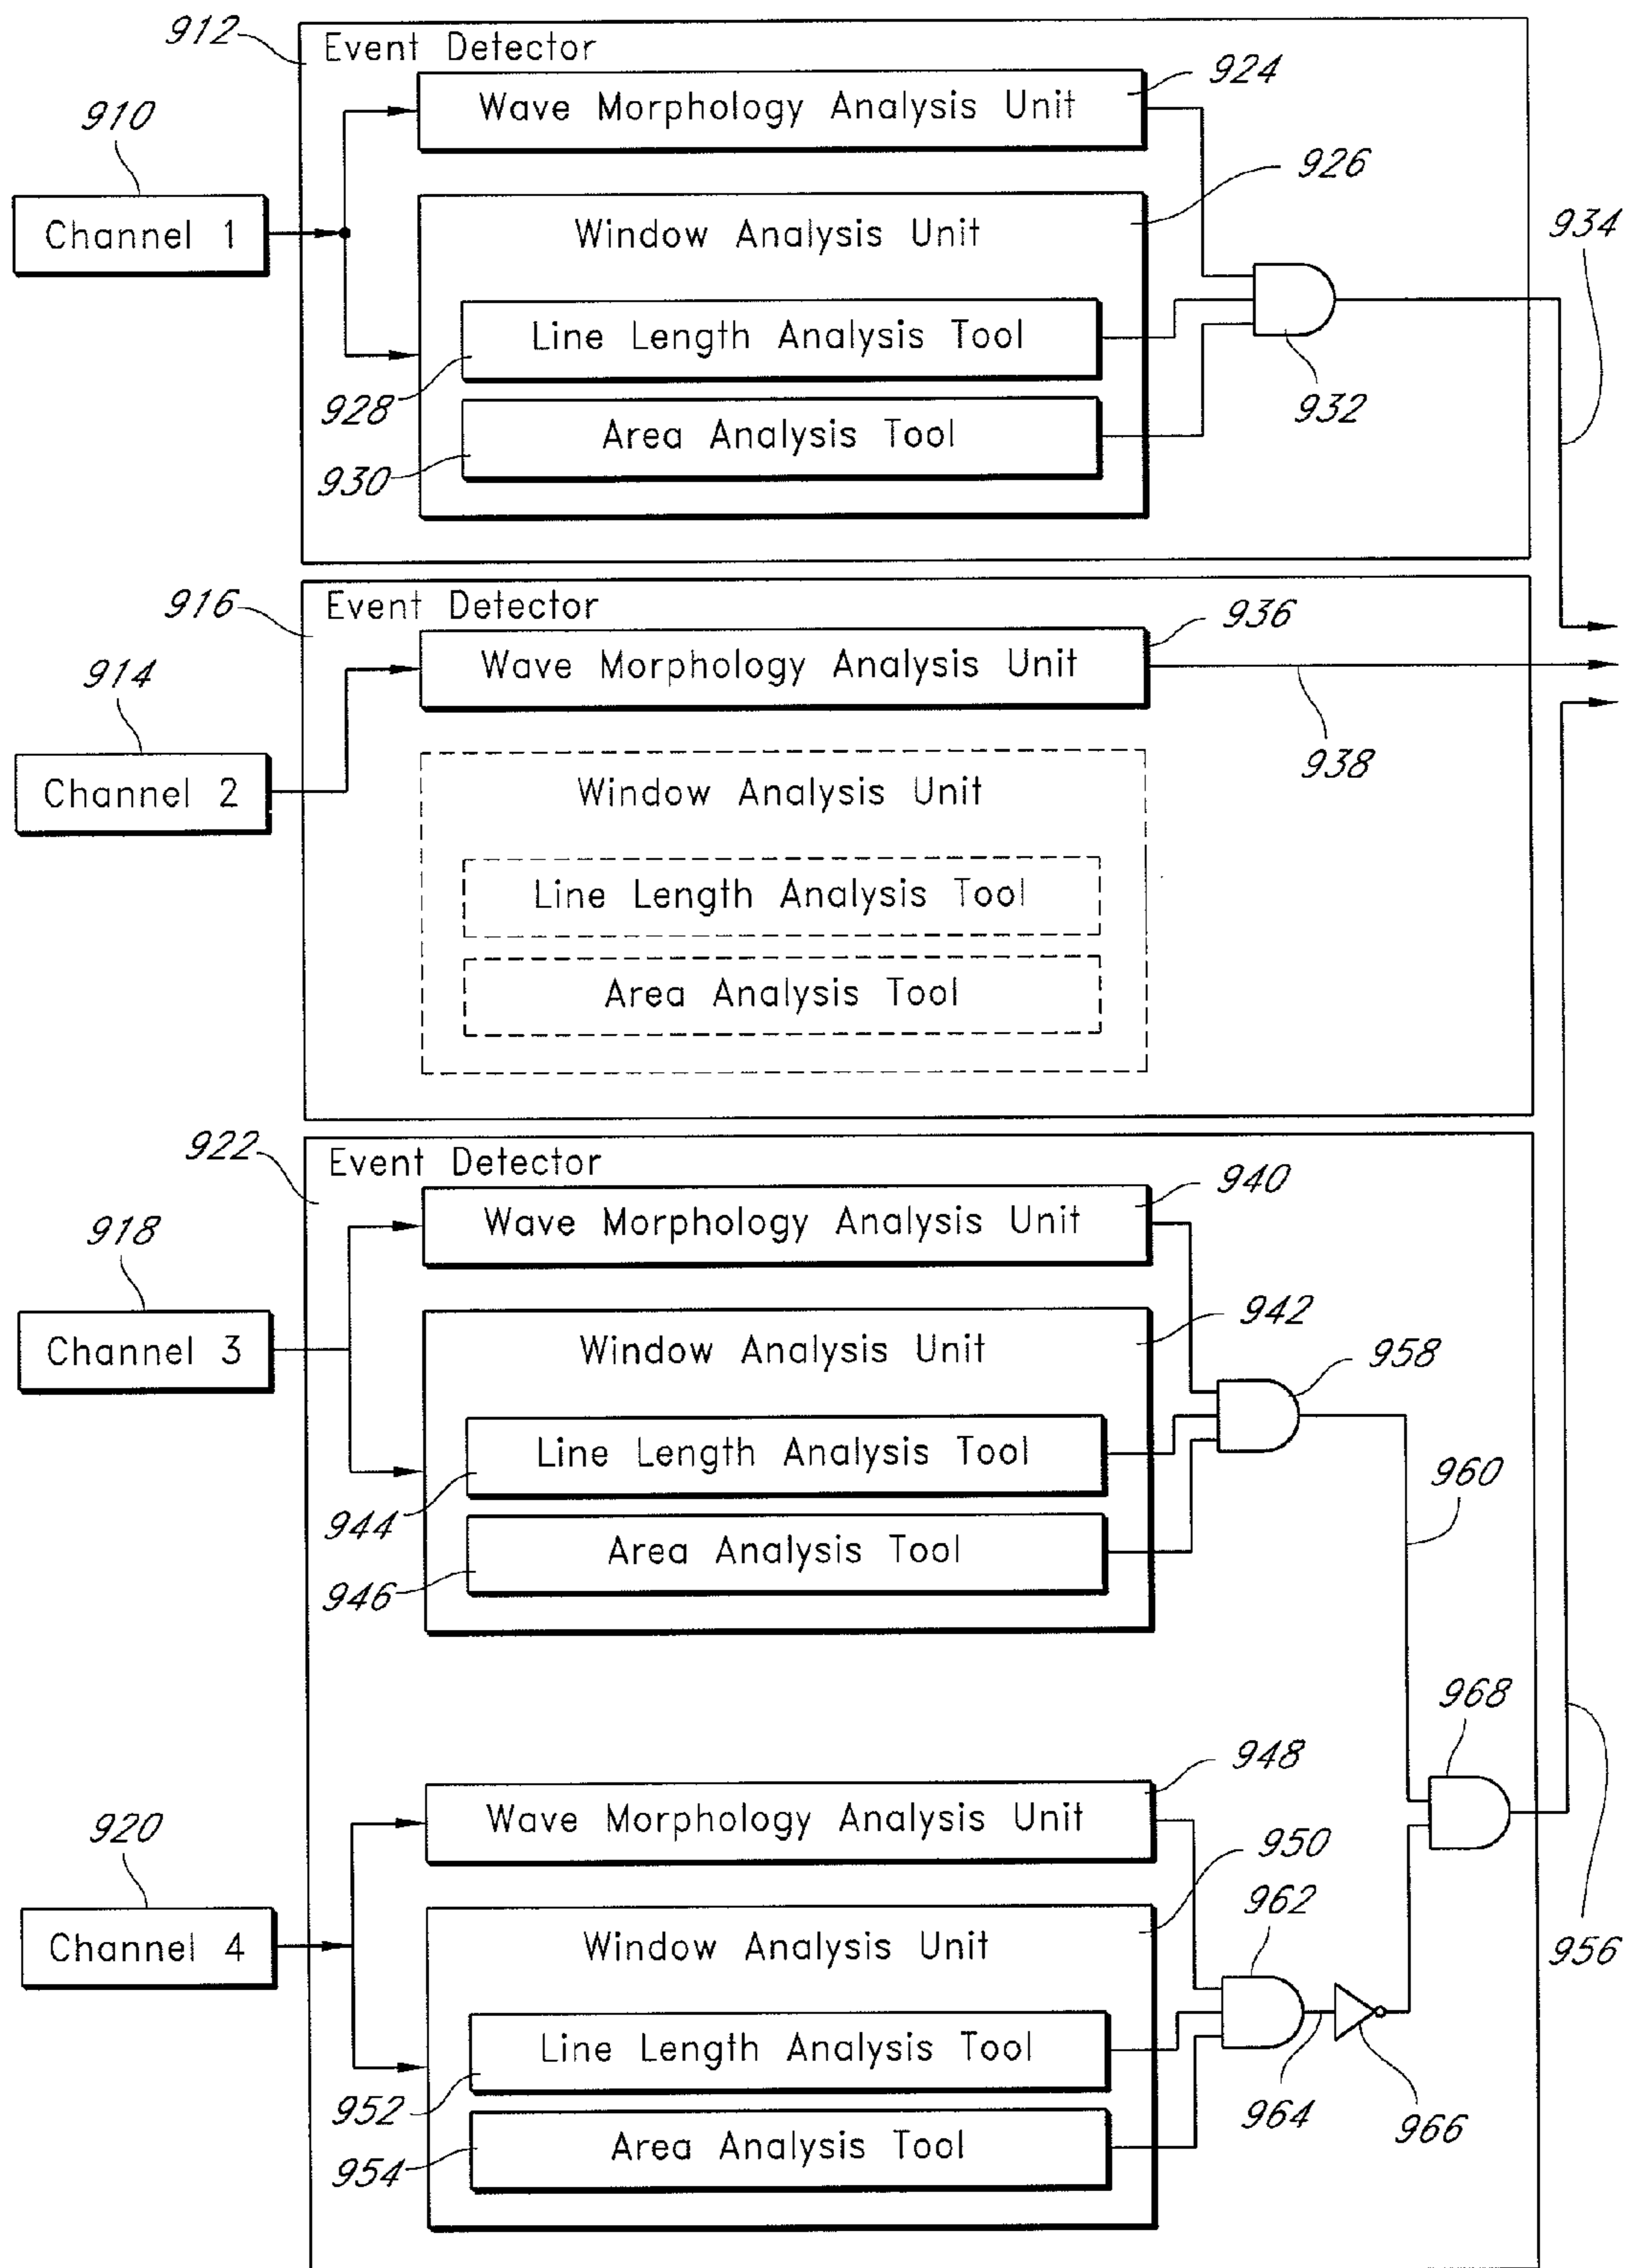 912
Event Detector
924
Wave Morphology Analysis Unit
910
926
Channel 1
Window Analysis Unit
934
Line Length Analysis Tool
928
932
Area Analysis Tool
930
916
Event Detector
936
Wave Morphology Analysis Unit
914
938
Channel 2
Window Analysis Unit
Line Length Analysis Tool
Area Analysis Tool
922
Event Detector
940
Wave Morphology Analysis Unit
918
942
Channel 3
Window Analysis Unit
958
Line Length Analysis Tool
960
944
Area Analysis Tool
946
968
948
Wave Morphology Analysis Unit
920
950
962
Channel 4
Window Analysis Unit
956
Line Length Analysis Tool
952
964
966
Area Analysis Tool
954